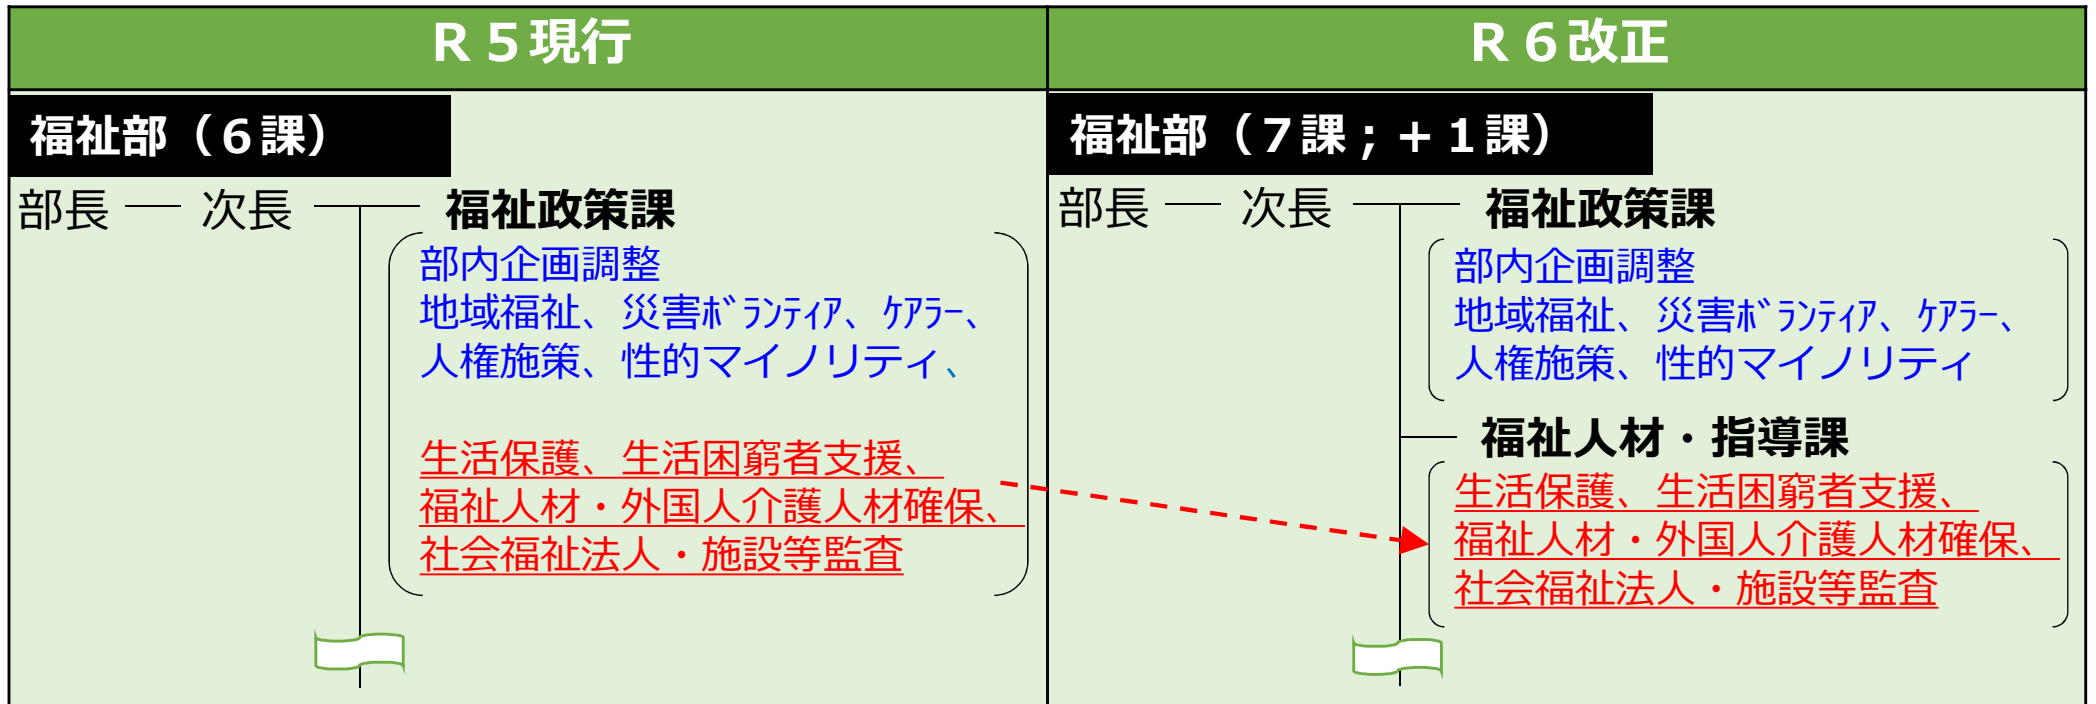 R５現行
福祉部（６課）
部長 次長 福祉政策課
部内企画調整
地域福祉、災害ﾎﾞﾗﾝﾃｨｱ、ｹｱﾗｰ、
人権施策、性的マイノリティ、
生活保護、生活困窮者支援、
福祉人材・外国人介護人材確保、
社会福祉法人・施設等監査
R６改正
福祉部（７課；＋１課）
部長 次長 福祉政策課
部内企画調整
地域福祉、災害ﾎﾞﾗﾝﾃｨｱ、ｹｱﾗｰ、
人権施策、性的マイノリティ
福祉人材・指導課
生活保護、生活困窮者支援、
福祉人材・外国人介護人材確保、
社会福祉法人・施設等監査